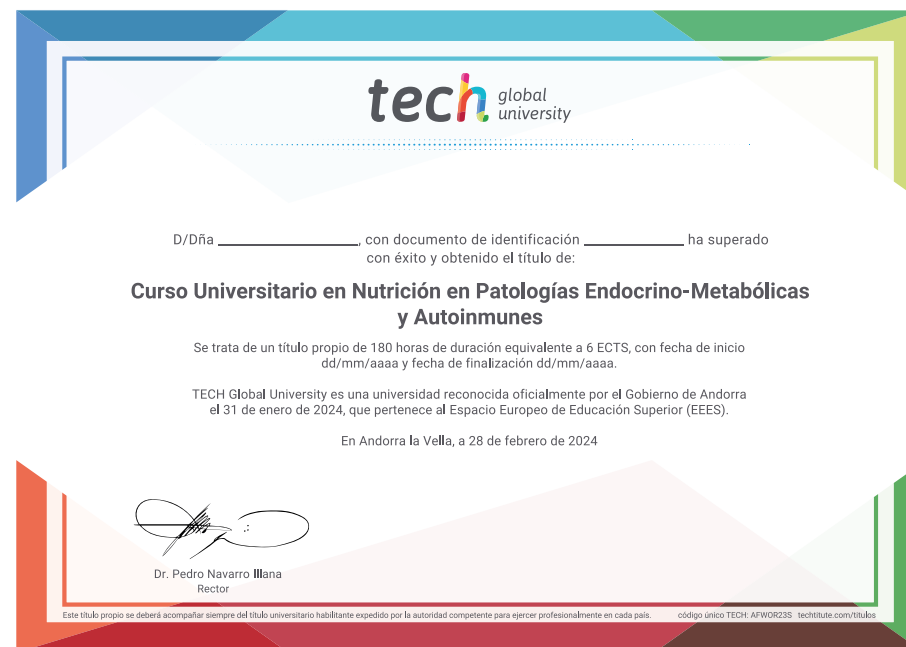 tech global university
D/Dña ____________________, con documento de identificación ______________ ha superado
con éxito y obtenido el título de:
Curso Universitario en Nutrición en Patologías Endocrino-Metabólicas
y Autoinmunes
Se trata de un título propio de 180 horas de duración equivalente a 6 ECTS, con fecha de inicio
dd/mm/aaaa y fecha de finalización dd/mm/aaaa.
TECH Global University es una universidad reconocida oficialmente por el Gobierno de Andorra
el 31 de enero de 2024, que pertenece al Espacio Europeo de Educación Superior (EEES).
En Andorra la Vella, a 28 de febrero de 2024
Dr. Pedro Navarro Illana
Rector
Este título propio se deberá acompañar siempre del título universitario habilitante expedido por la autoridad competente para ejercer profesionalmente en cada país. código único TECH: AFWOR23S techtitute.com/titulos